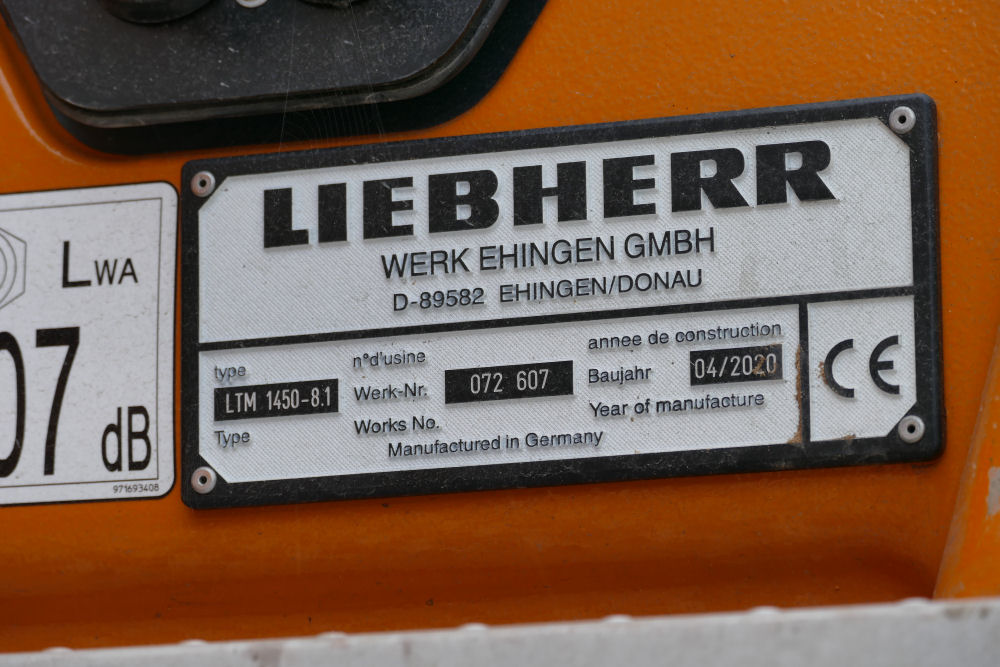 LIEBHERR
WERK EHINGEN GMBH
D-89582 EHINGEN/DONAU
type
LTM 1450-8.1
Type
n°d'usine
Werk-Nr.
Works No.
072 607
annee de construction
Baujahr
04/2020
Year of manufacture
Manufactured in Germany
CE
LWA
07
dB
971693408